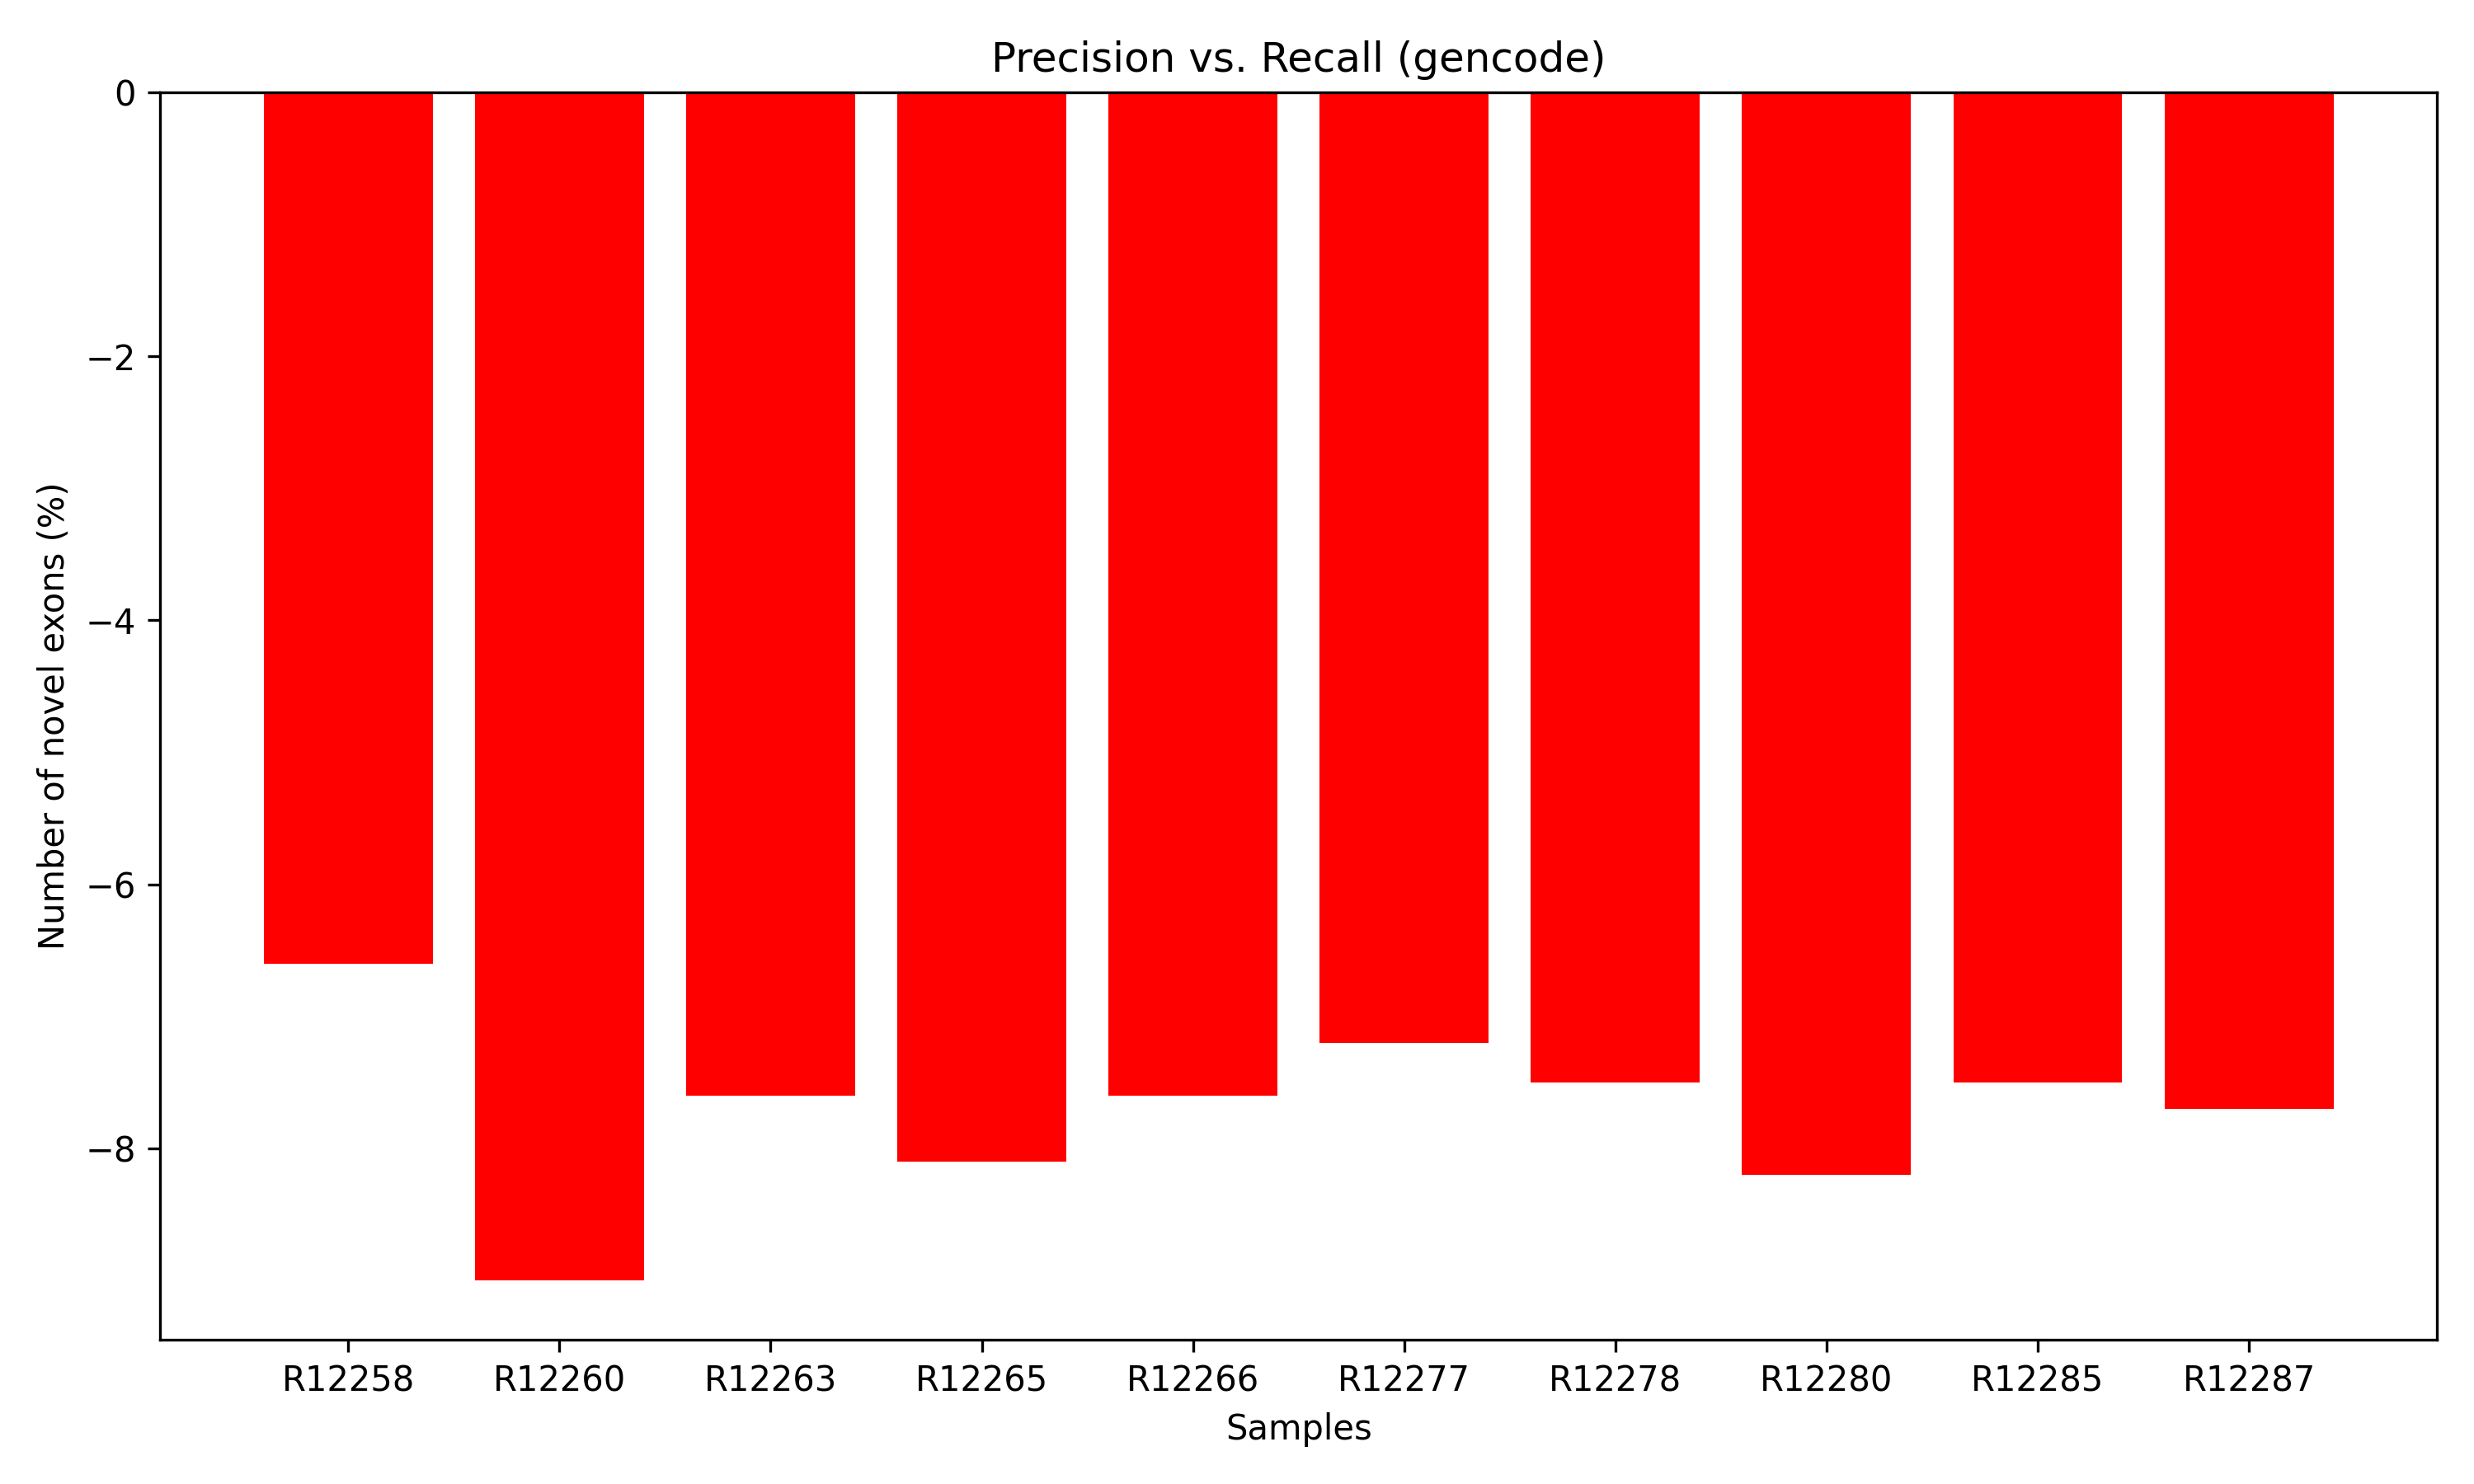 Precision vs. Recall (gencode)
0
−2
−4
−6
−8
Number of novel exons (%)
R12258
R12260
R12263
R12265
R12266
R12277
R12278
R12280
R12285
R12287
Samples